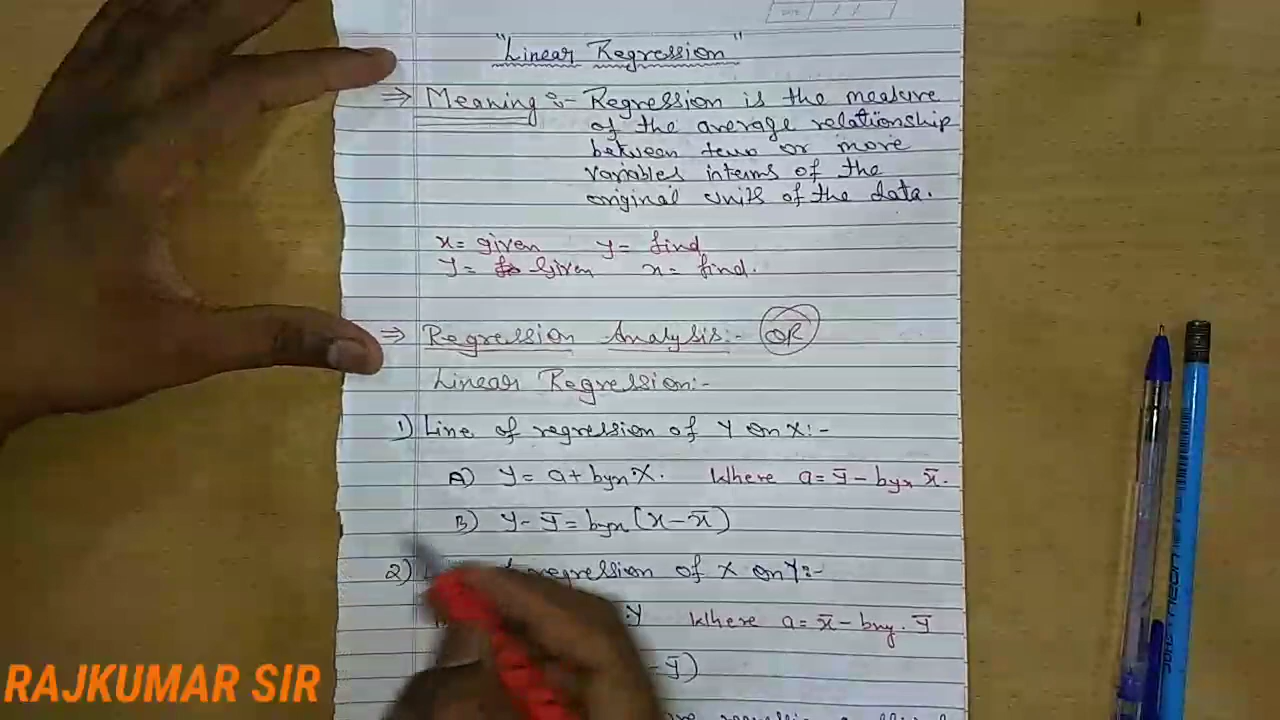 "Linear Regression"
⇒ Meaning :- Regression is the measure
of the average relationship
between two or more
variables interms of the
original units of the data.
x = given y = find
y = Given x = find.
⇒ Regression Analysis:- OR
Linear Regression:-
1) Line of regression of Y on X:-
A) y = a + byx.X. Where a = ȳ - byx x̄.
B) y - ȳ = byx (x - x̄)
2) regression of X on Y:-
.y Where a = x̄ - bxy. ȳ
- ȳ)
RAJKUMAR SIR